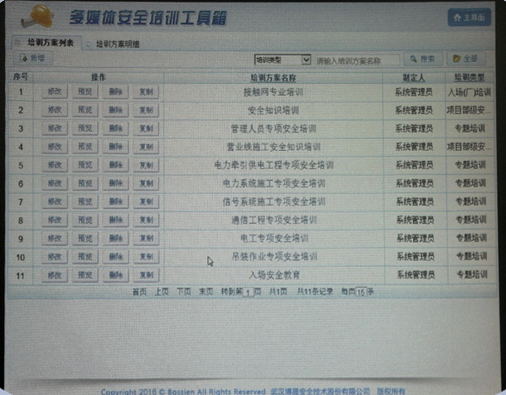 多媒体安全培训工具箱
主界面
培训方案列表 培训方案明细
新增 培训类型 请输入培训方案名称 搜索 全部
序号 操作 培训方案名称 制定人 培训类型
1 修改 预览 删除 复制 接触网专业培训 系统管理员 入场(厂)培训
2 修改 预览 删除 复制 安全知识培训 系统管理员 项目部级安...
3 修改 预览 删除 复制 管理人员专项安全培训 系统管理员 专题培训
4 修改 预览 删除 复制 营业线施工安全知识培训 系统管理员 项目部级安...
5 修改 预览 删除 复制 电力牵引供电工程专项安全培训 系统管理员 专题培训
6 修改 预览 删除 复制 电力系统施工专项安全培训 系统管理员 专题培训
7 修改 预览 删除 复制 信号系统施工专项安全培训 系统管理员 专题培训
8 修改 预览 删除 复制 通信工程专项安全培训 系统管理员 专题培训
9 修改 预览 删除 复制 电工专项安全培训 系统管理员 专题培训
10 修改 预览 删除 复制 吊装作业专项安全培训 系统管理员 专题培训
11 修改 预览 删除 复制 入场安全教育 系统管理员 专题培训
首页 上页 下页 末页 转到第 1 页 共1页 共11条记录 每页 15 条
Copyright 2016 © Bossien All Rights Reserved 武汉博晟安全技术股份有限公司 版权所有